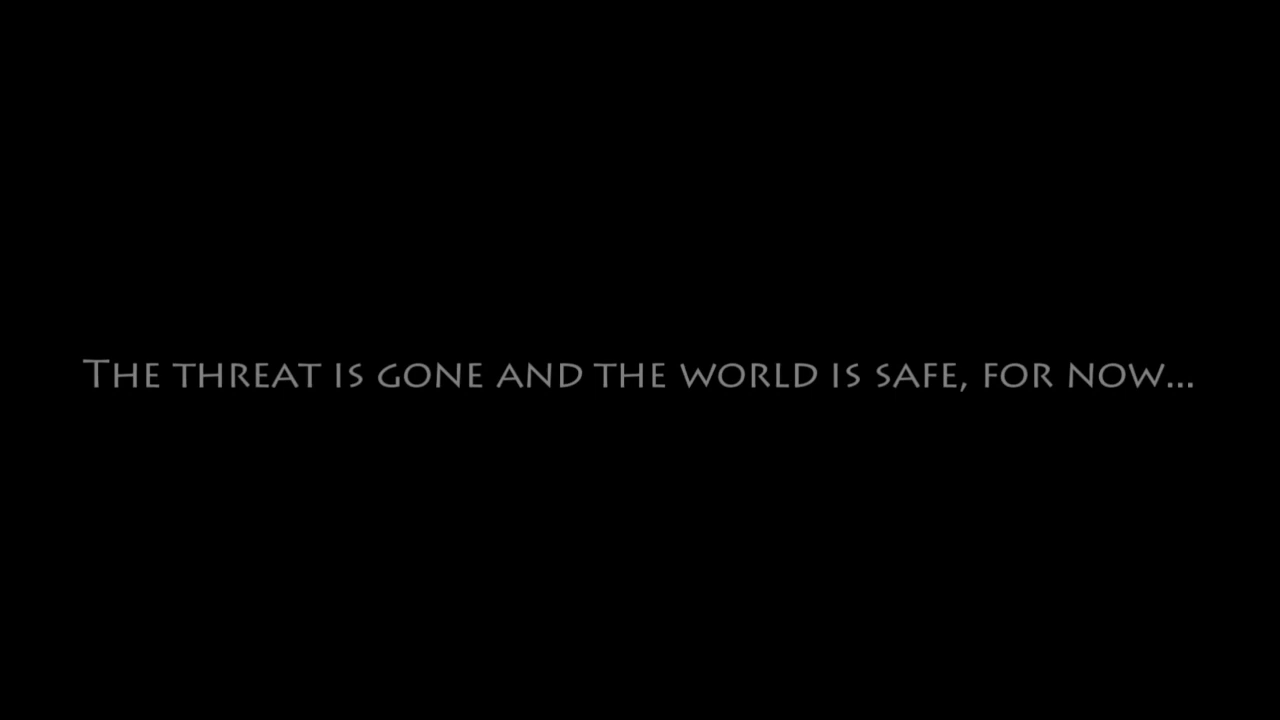 The threat is gone and the world is safe, for now...